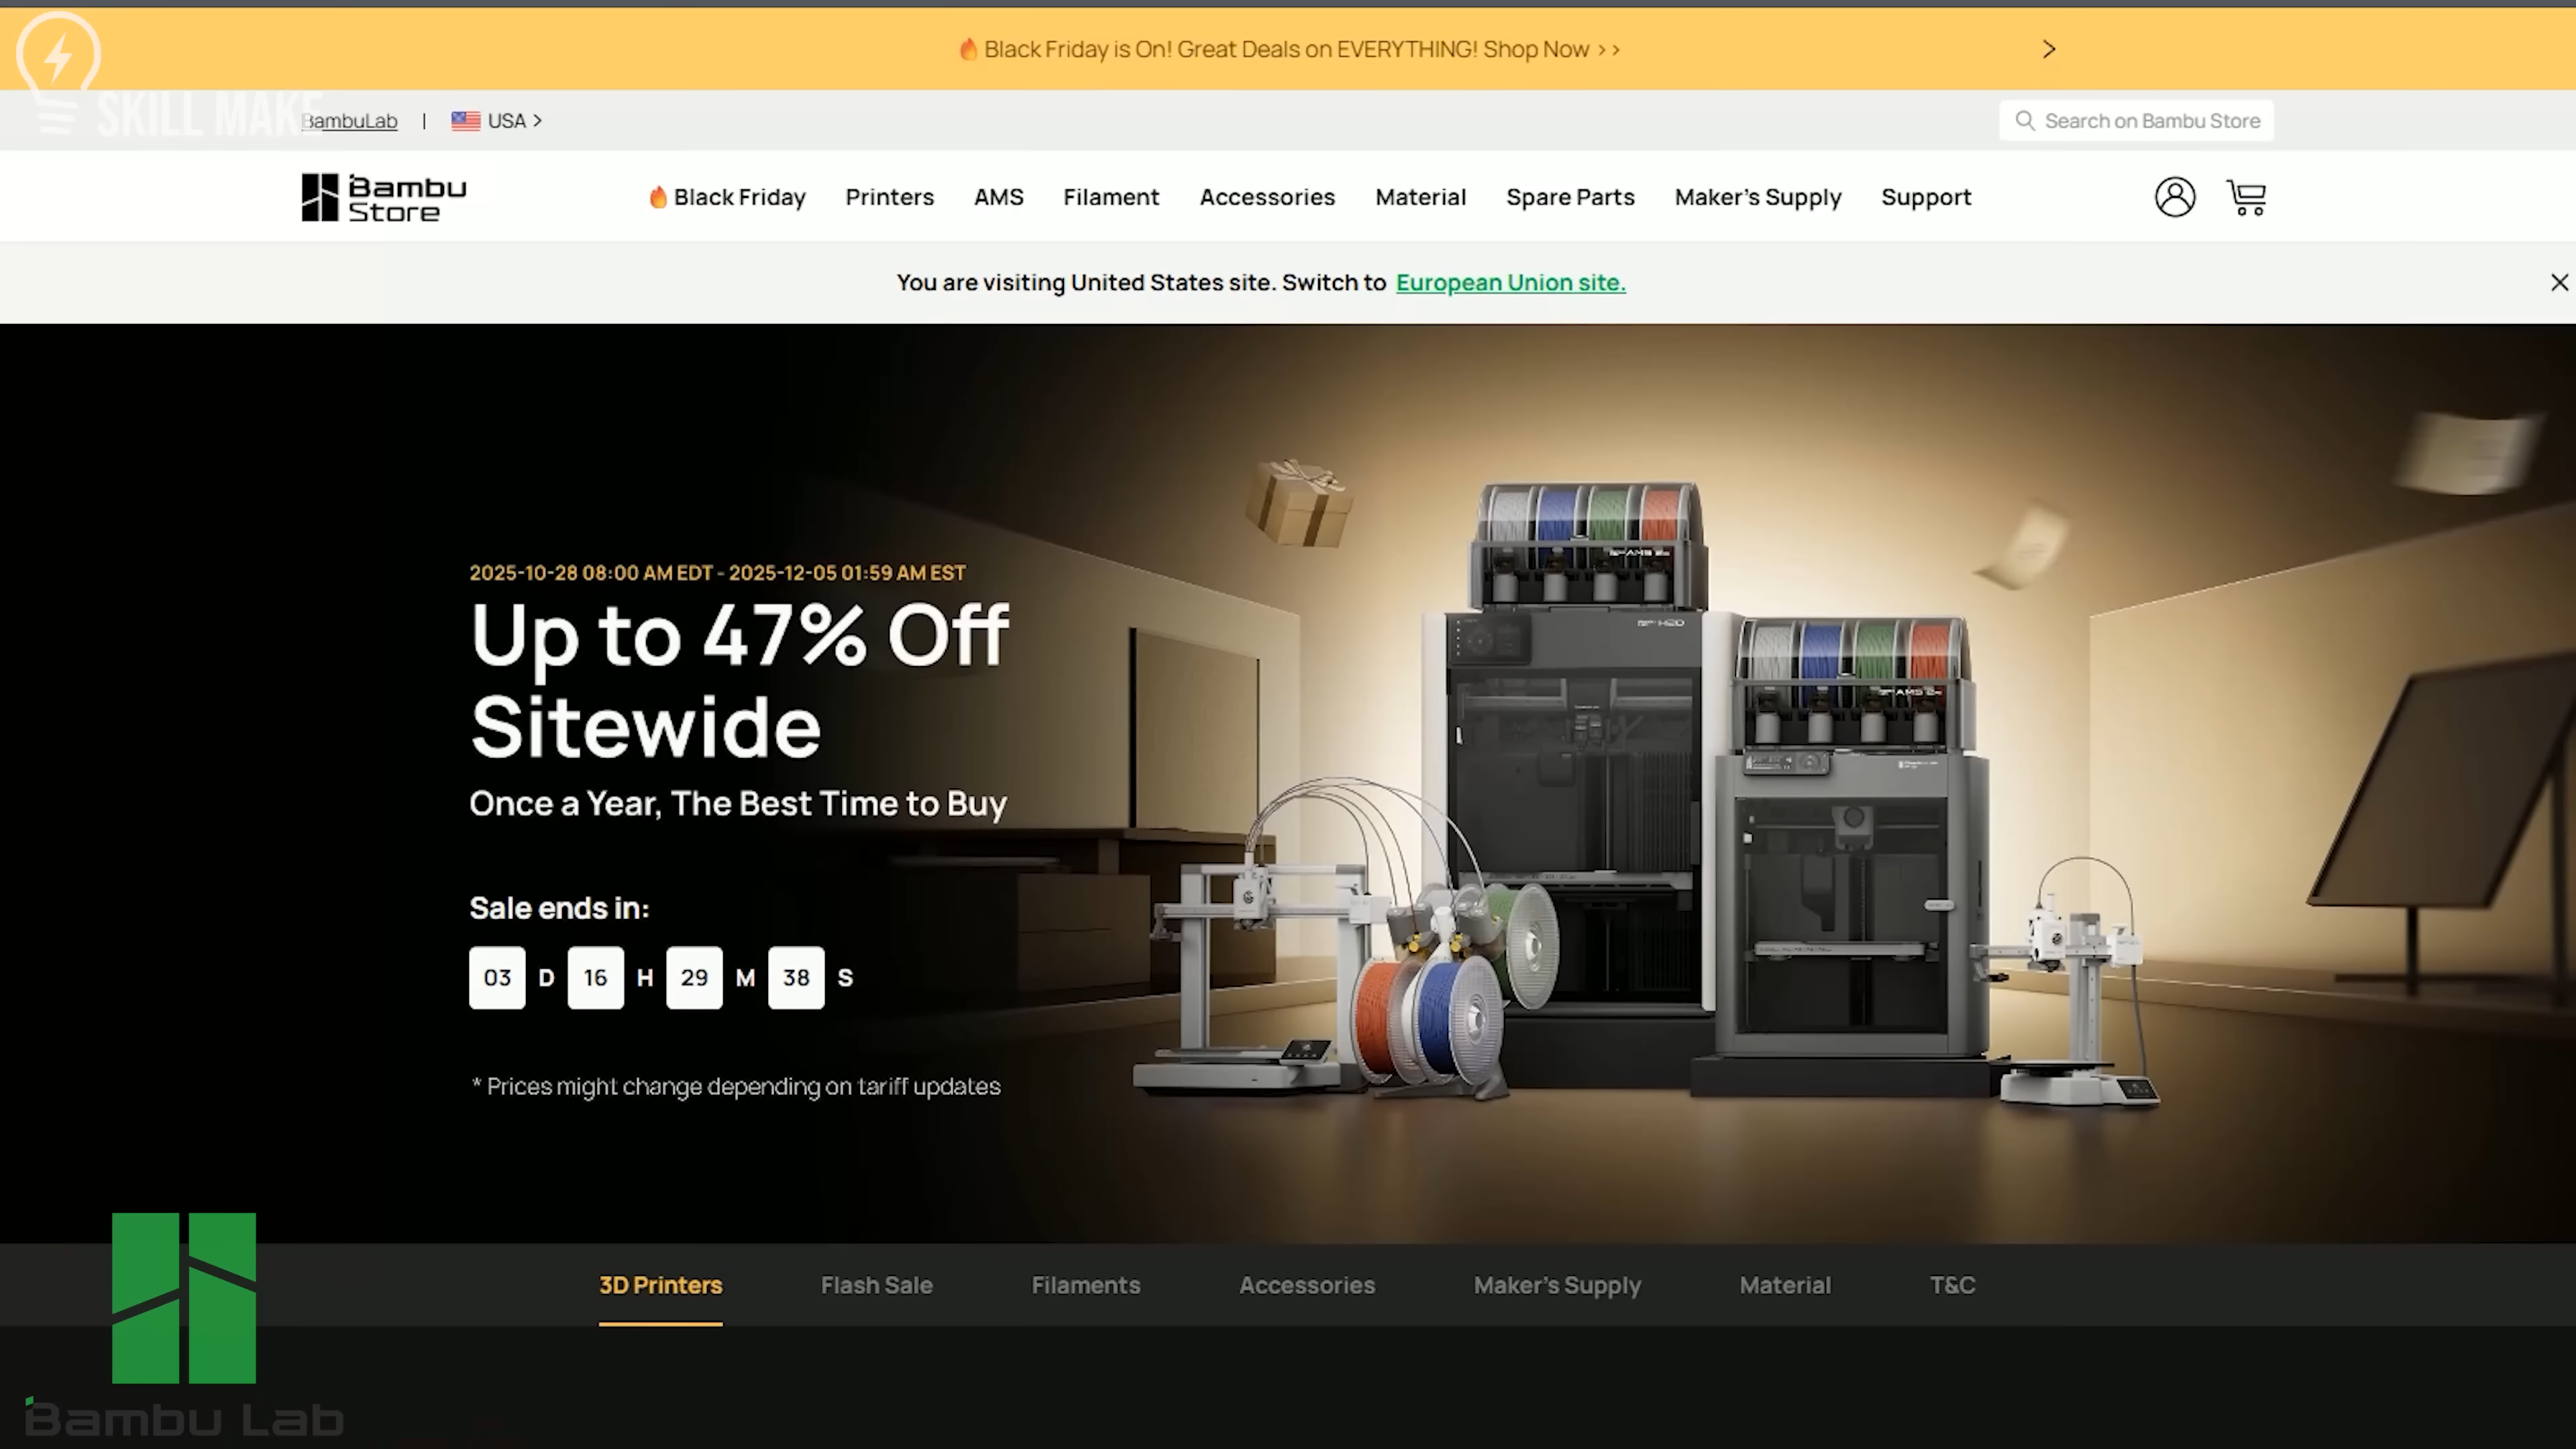 🔥 Black Friday is On! Great Deals on EVERYTHING! Shop Now >>
SKILL MAKE
BambuLab | USA >
Search on Bambu Store
Bambu Store
🔥 Black Friday Printers AMS Filament Accessories Material Spare Parts Maker's Supply Support
You are visiting United States site. Switch to European Union site.
2025-10-28 08:00 AM EDT - 2025-12-05 01:59 AM EST
Up to 47% Off
Sitewide
Once a Year, The Best Time to Buy
Sale ends in:
03 D 16 H 29 M 38 S
* Prices might change depending on tariff updates
H2D
3D Printers Flash Sale Filaments Accessories Maker's Supply Material T&C
Bambu Lab